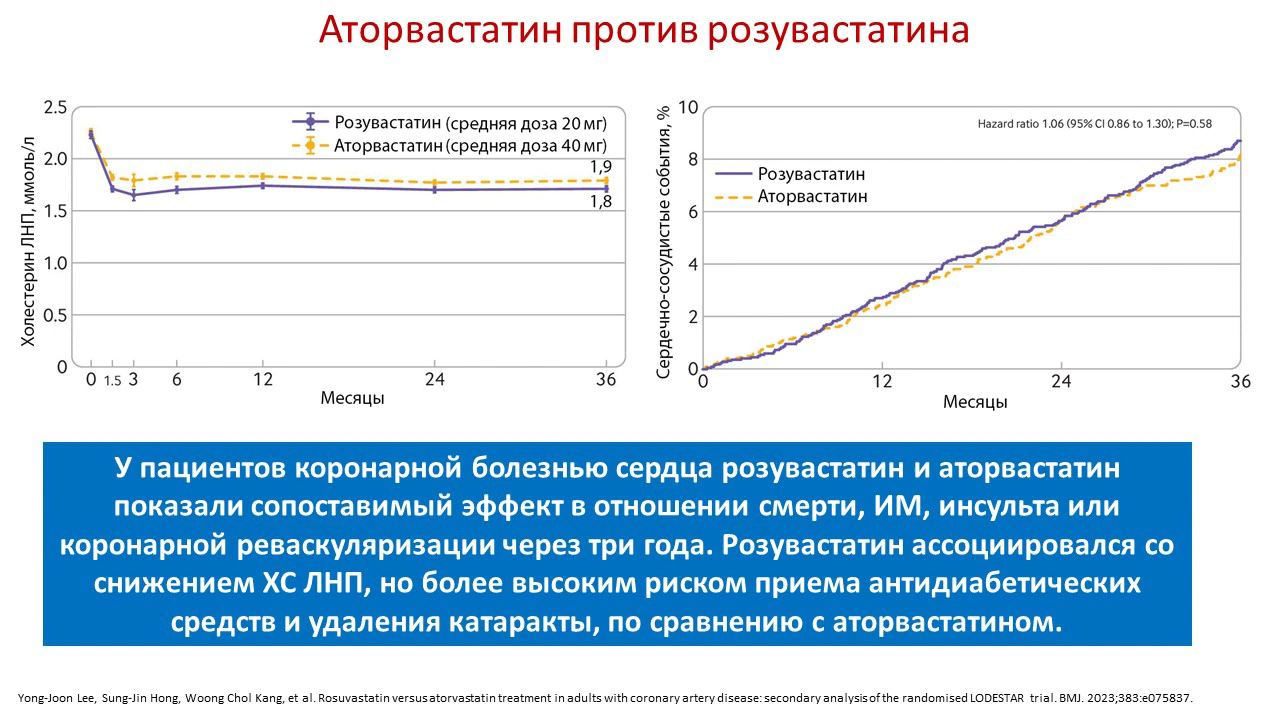 Аторвастатин против розувастатина
2.5
2.0
1.5
1.0
0.5
0
Холестерин ЛНП, ммоль/л
Розувастатин (средняя доза 20 мг)
Аторвастатин (средняя доза 40 мг)
1,9
1,8
0 1.5 3 6 12 24 36
Месяцы
10
8
6
4
2
0
Сердечно-сосудистые события, %
Hazard ratio 1.06 (95% CI 0.86 to 1.30); P=0.58
Розувастатин
Аторвастатин
0 12 24 36
Месяцы
У пациентов коронарной болезнью сердца розувастатин и аторвастатин
показали сопоставимый эффект в отношении смерти, ИМ, инсульта или
коронарной реваскуляризации через три года. Розувастатин ассоциировался со
снижением ХС ЛНП, но более высоким риском приема антидиабетических
средств и удаления катаракты, по сравнению с аторвастатином.
Yong-Joon Lee, Sung-Jin Hong, Woong Chol Kang, et al. Rosuvastatin versus atorvastatin treatment in adults with coronary artery disease: secondary analysis of the randomised LODESTAR trial. BMJ. 2023;383:e075837.